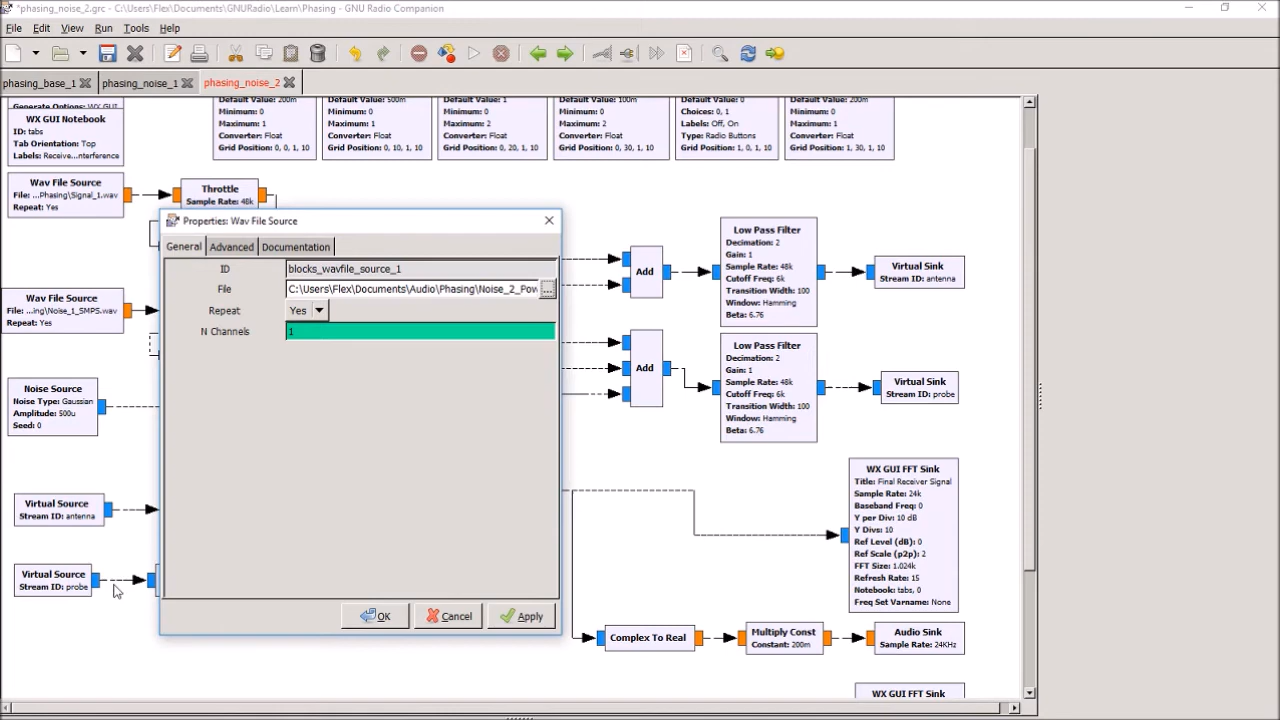 *phasing_noise_2.grc - C:\Users\Flex\Documents\GNURadio\Learn\Phasing - GNU Radio Companion
File Edit View Run Tools Help
phasing_base_1 phasing_noise_1 phasing_noise_2
Generate Options: WX GUI
WX GUI Notebook
ID: tabs
Tab Orientation: Top
Labels: Receive...nterference
Default Value: 200m
Minimum: 0
Maximum: 1
Converter: Float
Grid Position: 0, 0, 1, 10
Default Value: 500m
Minimum: 0
Maximum: 1
Converter: Float
Grid Position: 0, 10, 1, 10
Default Value: 1
Minimum: 0
Maximum: 2
Converter: Float
Grid Position: 0, 20, 1, 10
Default Value: 100m
Minimum: 0
Maximum: 2
Converter: Float
Grid Position: 0, 30, 1, 10
Default Value: 0
Choices: 0, 1
Labels: Off, On
Type: Radio Buttons
Grid Position: 1, 0, 1, 10
Default Value: 200m
Minimum: 0
Maximum: 1
Converter: Float
Grid Position: 1, 30, 1, 10
Wav File Source
File: ...Phasing\Signal_1.wav
Repeat: Yes
Throttle
Sample Rate: 48k
Wav File Source
File: ...ing\Noise_1_SMPS.wav
Repeat: Yes
Noise Source
Noise Type: Gaussian
Amplitude: 500u
Seed: 0
Virtual Source
Stream ID: antenna
Virtual Source
Stream ID: probe
Properties: Wav File Source
General Advanced Documentation
ID blocks_wavfile_source_1
File C:\Users\Flex\Documents\Audio\Phasing\Noise_2_Pow ...
Repeat: Yes
N Channels 1
OK Cancel Apply
Add
Low Pass Filter
Decimation: 2
Gain: 1
Sample Rate: 48k
Cutoff Freq: 6k
Transition Width: 100
Window: Hamming
Beta: 6.76
Virtual Sink
Stream ID: antenna
Add
Low Pass Filter
Decimation: 2
Gain: 1
Sample Rate: 48k
Cutoff Freq: 6k
Transition Width: 100
Window: Hamming
Beta: 6.76
Virtual Sink
Stream ID: probe
WX GUI FFT Sink
Title: Final Receiver Signal
Sample Rate: 24k
Baseband Freq: 0
Y per Div: 10 dB
Y Divs: 10
Ref Level (dB): 0
Ref Scale (p2p): 2
FFT Size: 1.024k
Refresh Rate: 15
Notebook: tabs, 0
Freq Set Varname: None
Complex To Real
Multiply Const
Constant: 200m
Audio Sink
Sample Rate: 24KHz
WX GUI FFT Sink